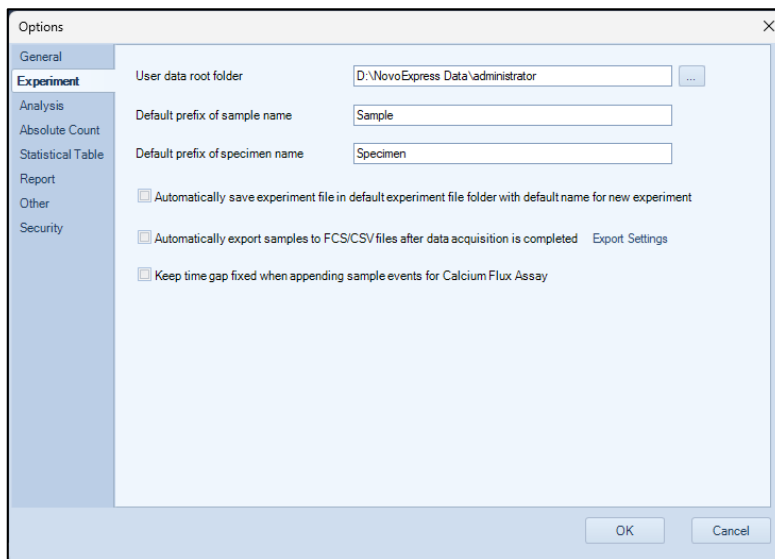 Options
General
Experiment
Analysis
Absolute Count
Statistical Table
Report
Other
Security
User data root folder
D:\NovoExpress Data\administrator
...
Default prefix of sample name
Sample
Default prefix of specimen name
Specimen
Automatically save experiment file in default experiment file folder with default name for new experiment
Automatically export samples to FCS/CSV files after data acquisition is completed Export Settings
Keep time gap fixed when appending sample events for Calcium Flux Assay
OK
Cancel